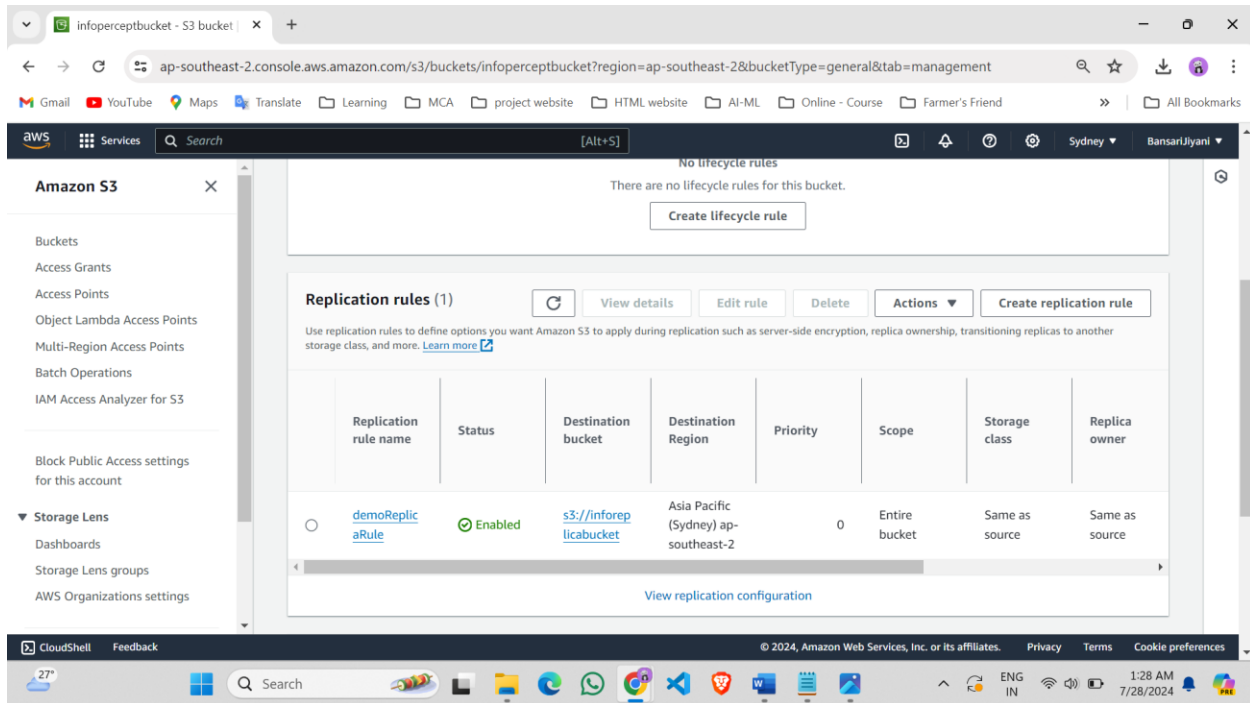 infoperceptbucket - S3 bucket |
ap-southeast-2.console.aws.amazon.com/s3/buckets/infoperceptbucket?region=ap-southeast-2&bucketType=general&tab=management
Gmail YouTube Maps Translate Learning MCA project website HTML website AI-ML Online - Course Farmer's Friend » All Bookmarks
aws Services Search [Alt+S] Sydney ▼ BansariJiyani ▼
Amazon S3
Buckets
Access Grants
Access Points
Object Lambda Access Points
Multi-Region Access Points
Batch Operations
IAM Access Analyzer for S3
Block Public Access settings
for this account
▼ Storage Lens
Dashboards
Storage Lens groups
AWS Organizations settings
No lifecycle rules
There are no lifecycle rules for this bucket.
Create lifecycle rule
Replication rules (1) View details Edit rule Delete Actions ▼ Create replication rule
Use replication rules to define options you want Amazon S3 to apply during replication such as server-side encryption, replica ownership, transitioning replicas to another
storage class, and more. Learn more
Replication
rule name
Status
Destination
bucket
Destination
Region
Priority
Scope
Storage
class
Replica
owner
demoReplic
aRule
Enabled
s3://inforep
licabucket
Asia Pacific
(Sydney) ap-
southeast-2
0
Entire
bucket
Same as
source
Same as
source
View replication configuration
CloudShell Feedback © 2024, Amazon Web Services, Inc. or its affiliates. Privacy Terms Cookie preferences
27°
Search
ENG
IN
1:28 AM
7/28/2024
PRE